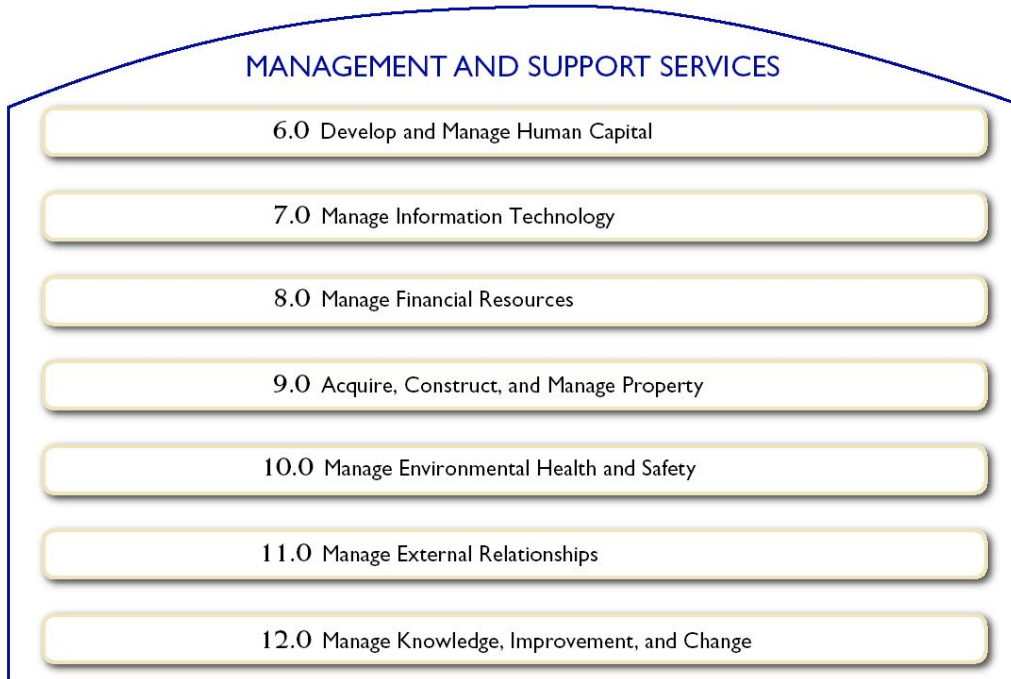 MANAGEMENT AND SUPPORT SERVICES
6.0 Develop and Manage Human Capital
7.0 Manage Information Technology
8.0 Manage Financial Resources
9.0 Acquire, Construct, and Manage Property
10.0 Manage Environmental Health and Safety
11.0 Manage External Relationships
12.0 Manage Knowledge, Improvement, and Change